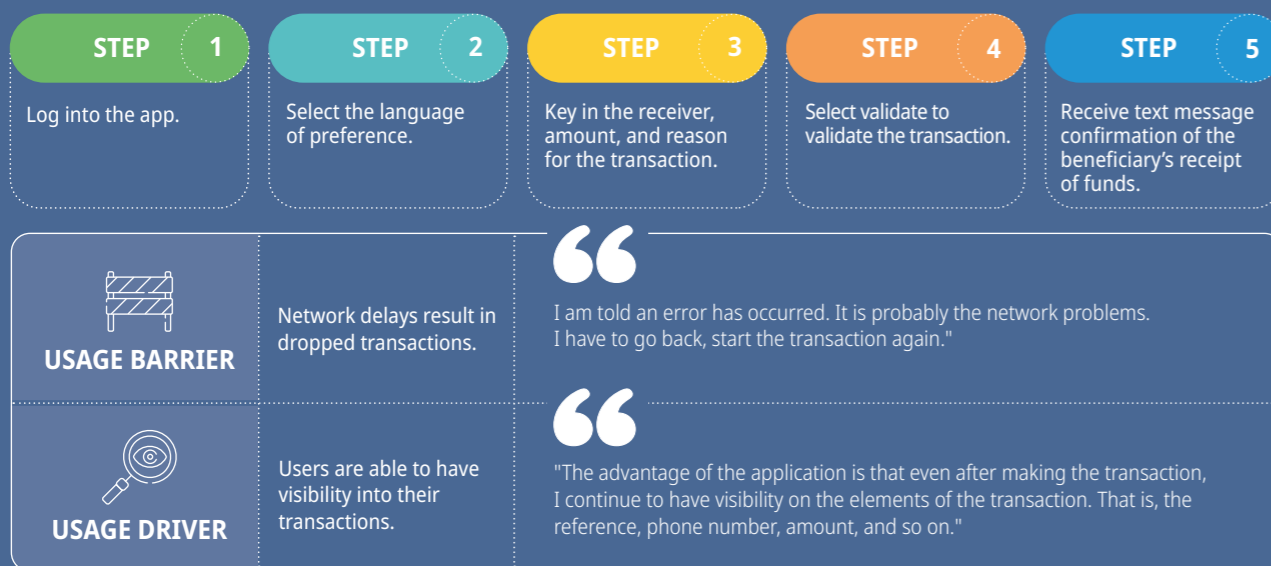 STEP 1
Log into the app.
STEP 2
Select the language
of preference.
STEP 3
Key in the receiver,
amount, and reason
for the transaction.
STEP 4
Select validate to
validate the transaction.
STEP 5
Receive text message
confirmation of the
beneficiary’s receipt
of funds.
USAGE BARRIER
Network delays result in
dropped transactions.
“
I am told an error has occurred. It is probably the network problems.
I have to go back, start the transaction again."
USAGE DRIVER
Users are able to have
visibility into their
transactions.
“
"The advantage of the application is that even after making the transaction,
I continue to have visibility on the elements of the transaction. That is, the
reference, phone number, amount, and so on."